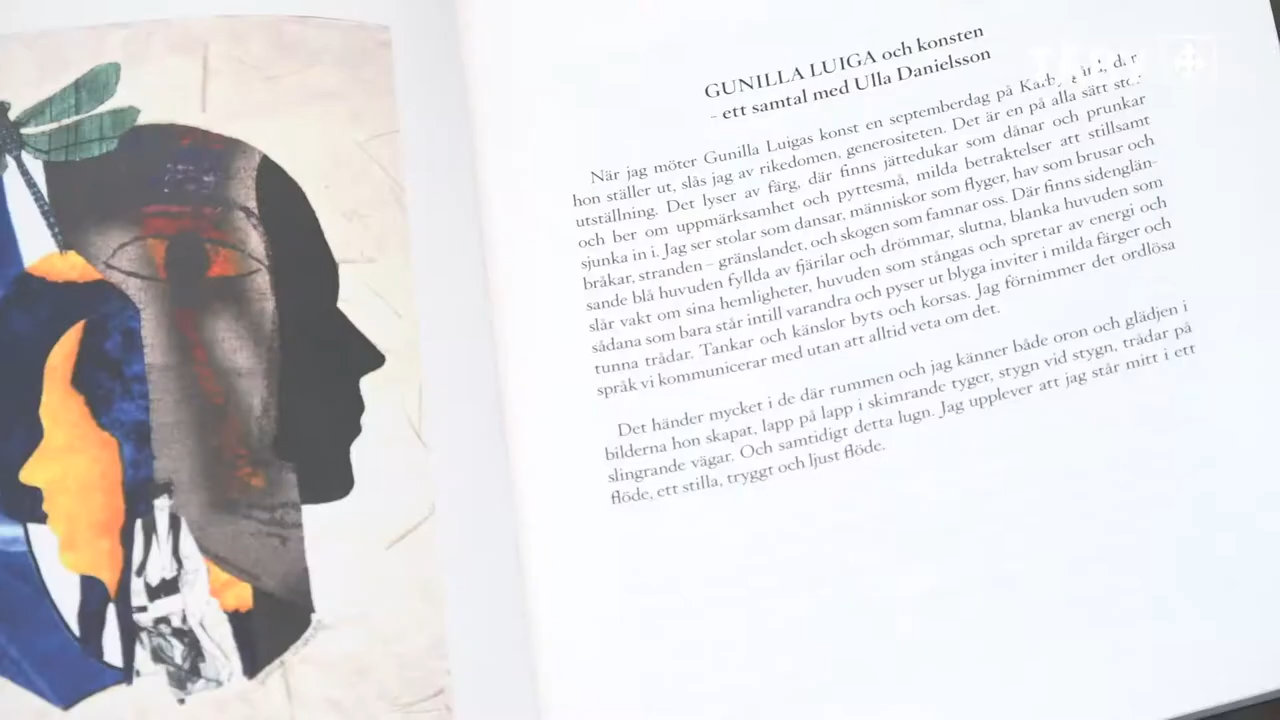 GUNILLA LUIGA och konsten
– ett samtal med Ulla Danielsson
När jag möter Gunilla Luigas konst en septemberdag på
hon ställer ut, slås jag av rikedomen, generositeten. Det är en på alla sätt stor
utställning. Det lyser av färg, där finns jättedukar som dånar och prunkar
och ber om uppmärksamhet och pyttesmå, milda betraktelser att stillsamt
sjunka in i. Jag ser stolar som dansar, människor som flyger, hav som brusar och
bråkar, stranden – gränslandet, och skogen som famnar oss. Där finns sidenglän-
sande blå huvuden fyllda av fjärilar och drömmar, slutna, blanka huvuden som
slår vakt om sina hemligheter, huvuden som stångas och spretar av energi och
sådana som bara står intill varandra och pyser ut blyga inviter i milda färger och
tunna trådar. Tankar och känslor byts och korsas. Jag förnimmer det ordlösa
språk vi kommunicerar med utan att alltid veta om det.
Det händer mycket i de där rummen och jag känner både oron och glädjen i
bilderna hon skapat, lapp på lapp i skimrande tyger, stygn vid stygn, trådar på
slingrande vägar. Och samtidigt detta lugn. Jag upplever att jag står mitt i ett
flöde, ett stilla, tryggt och ljust flöde.